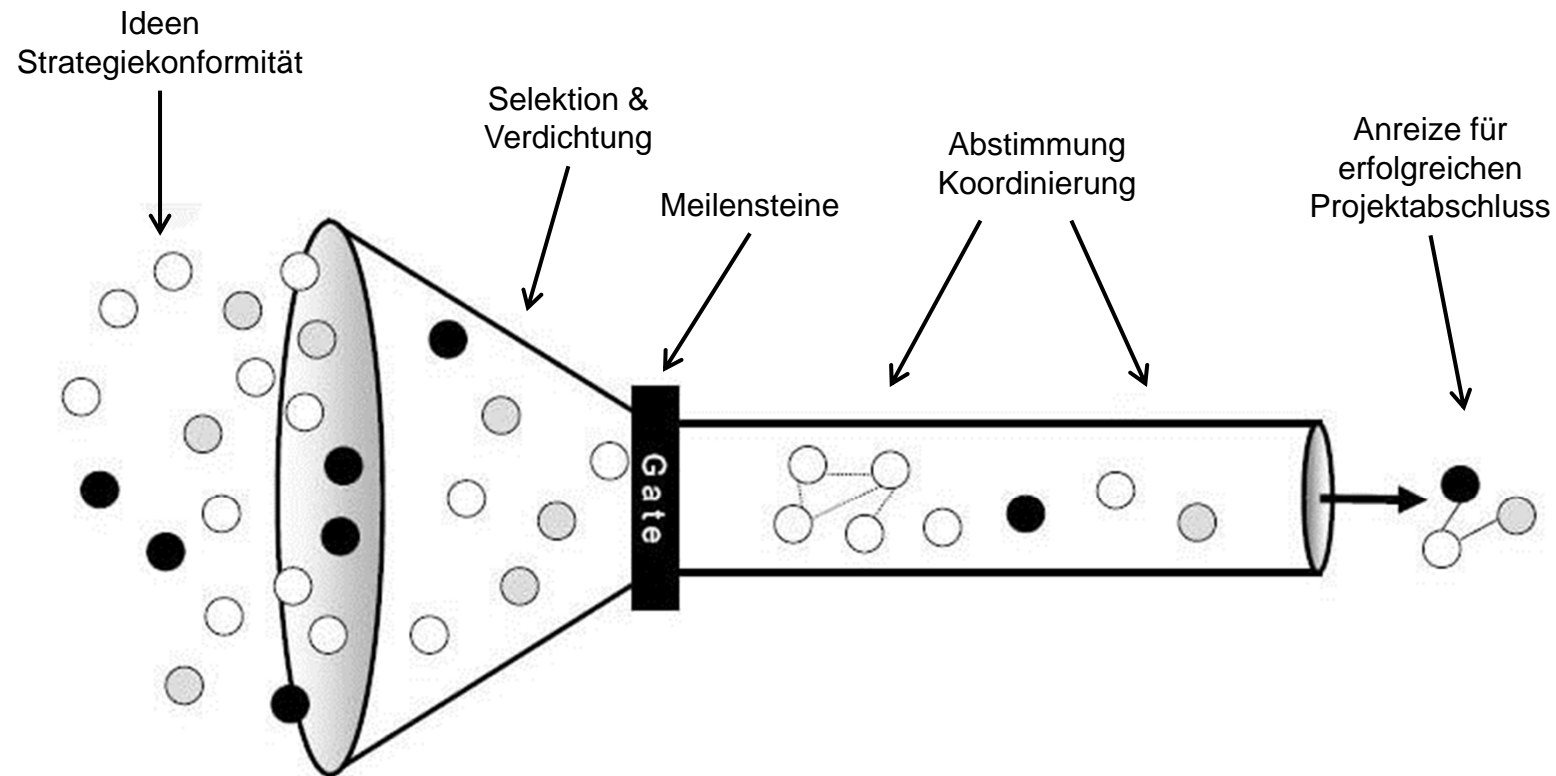 Ideen
Strategiekonformität
Selektion &
Verdichtung
Meilensteine
Abstimmung
Koordinierung
Anreize für
erfolgreichen
Projektabschluss
Gate